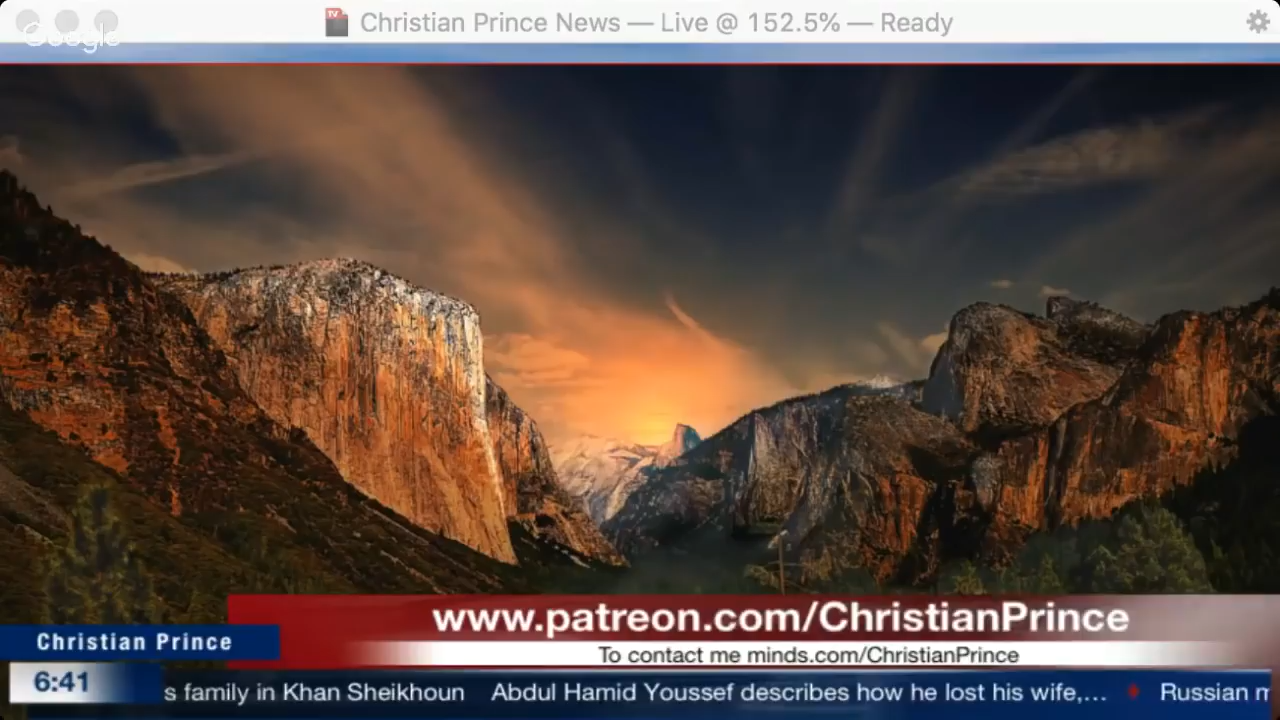 Christian Prince News — Live @ 152.5% — Ready
Google
www.patreon.com/ChristianPrince
Christian Prince
To contact me minds.com/ChristianPrince
6:41
s family in Khan Sheikhoun Abdul Hamid Youssef describes how he lost his wife,... ♦ Russian